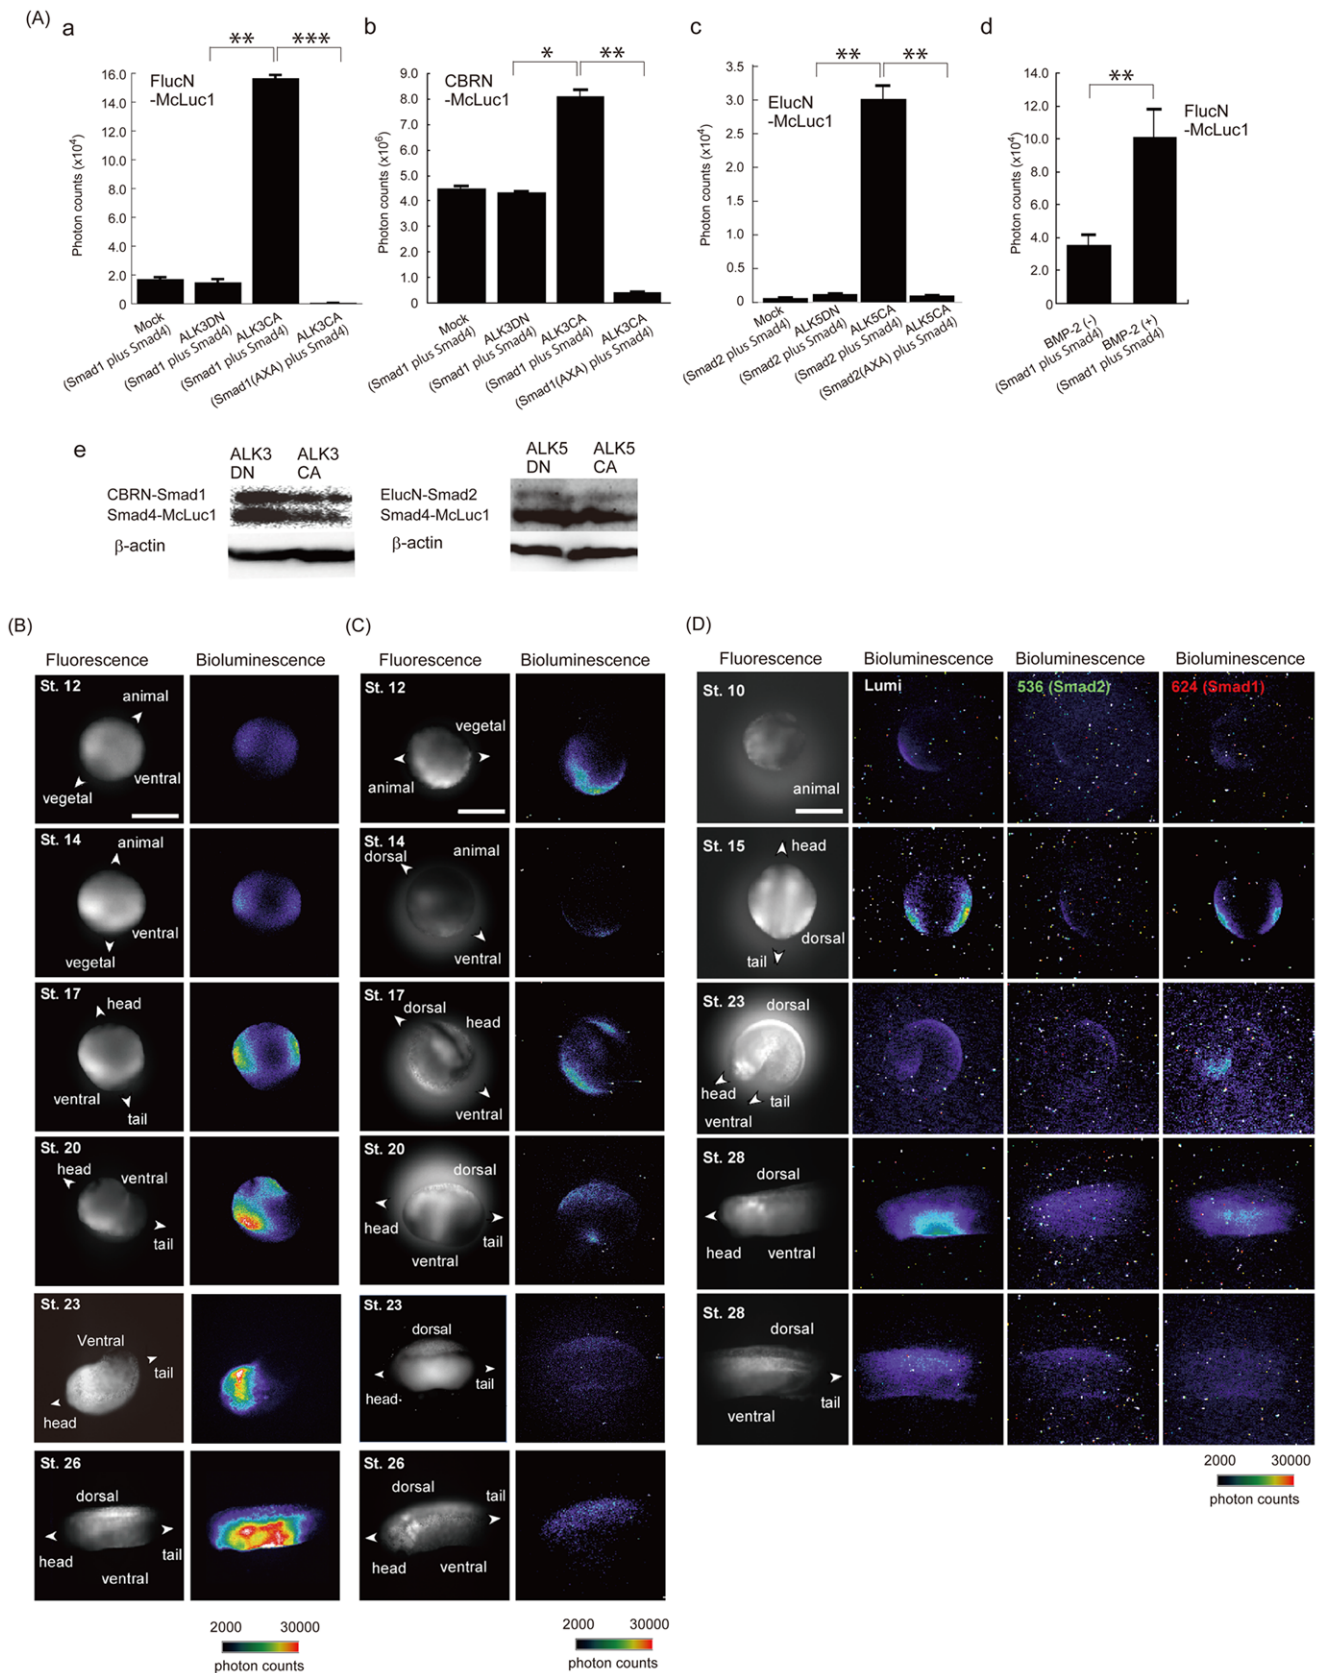 (A)
a
**
***
FlucN
-McLuc1
Photon counts (x10⁴)
16.0
14.0
12.0
10.0
8.0
6.0
4.0
2.0
0
Mock
(Smad1 plus Smad4)
ALK3DN
(Smad1 plus Smad4)
ALK3CA
(Smad1 plus Smad4)
ALK3CA
(Smad1(AXA) plus Smad4)
b
*
**
CBRN
-McLuc1
Photon counts (x10⁶)
9.0
8.0
7.0
6.0
5.0
4.0
3.0
2.0
1.0
0
Mock
(Smad1 plus Smad4)
ALK3DN
(Smad1 plus Smad4)
ALK3CA
(Smad1 plus Smad4)
ALK3CA
(Smad1(AXA) plus Smad4)
c
**
**
ElucN
-McLuc1
Photon counts (x10⁴)
3.5
3.0
2.5
2.0
1.5
1.0
0.5
0
Mock
(Smad2 plus Smad4)
ALK5DN
(Smad2 plus Smad4)
ALK5CA
(Smad2 plus Smad4)
ALK5CA
(Smad2(AXA) plus Smad4)
d
**
FlucN
-McLuc1
Photon counts (x10⁴)
14.0
12.0
10.0
8.0
6.0
4.0
2.0
0
BMP-2 (-)
(Smad1 plus Smad4)
BMP-2 (+)
(Smad1 plus Smad4)
e
ALK3 ALK3
DN CA
CBRN-Smad1
Smad4-McLuc1
β-actin
ALK5 ALK5
DN CA
ElucN-Smad2
Smad4-McLuc1
β-actin
(B)
Fluorescence Bioluminescence
St. 12
animal
ventral
vegetal
St. 14
animal
ventral
vegetal
St. 17
head
ventral
tail
St. 20
head
ventral
tail
St. 23
Ventral
tail
head
St. 26
dorsal
head
tail
ventral
2000 30000
photon counts
(C)
Fluorescence Bioluminescence
St. 12
vegetal
animal
St. 14
dorsal
animal
ventral
St. 17
dorsal
head
ventral
St. 20
dorsal
head
tail
ventral
St. 23
dorsal
head
tail
St. 26
dorsal
tail
head
ventral
2000 30000
photon counts
(D)
Fluorescence Bioluminescence Bioluminescence Bioluminescence
St. 10
animal
Lumi
536 (Smad2)
624 (Smad1)
St. 15
head
dorsal
tail
St. 23
dorsal
head
tail
ventral
St. 28
dorsal
head
ventral
St. 28
dorsal
ventral
tail
2000 30000
photon counts